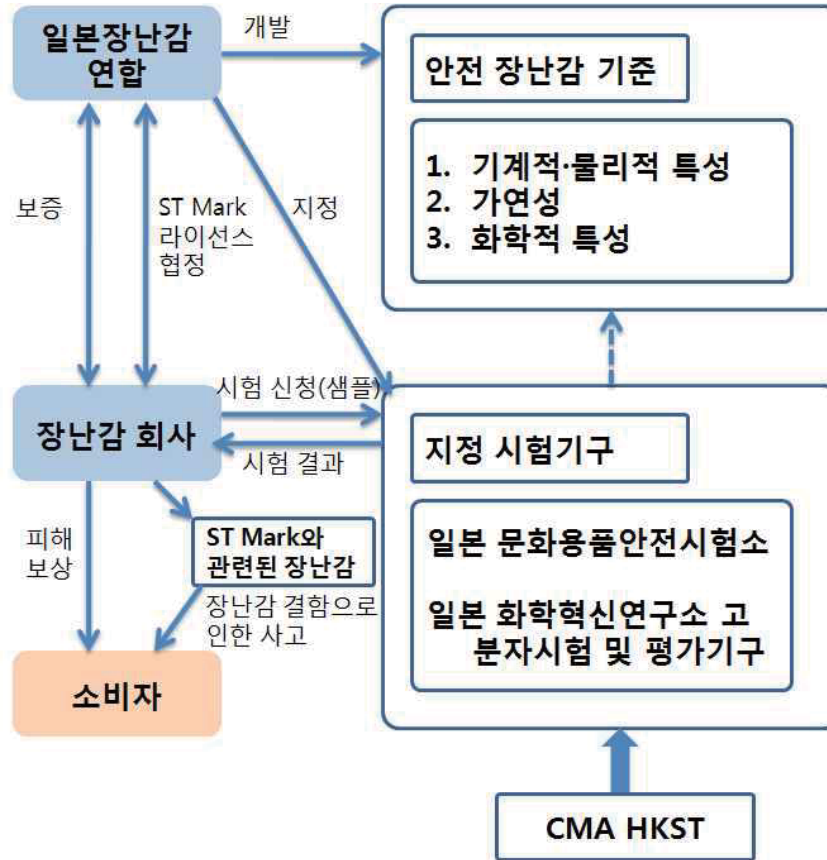 일본장난감
연합
개발
안전 장난감 기준
1. 기계적·물리적 특성
2. 가연성
3. 화학적 특성
보증
ST Mark
라이선스
협정
지정
장난감 회사
시험 신청(샘플)
시험 결과
지정 시험기구
일본 문화용품안전시험소
일본 화학혁신연구소 고
분자시험 및 평가기구
피해
보상
ST Mark와
관련된 장난감
장난감 결함으로
인한 사고
소비자
CMA HKST